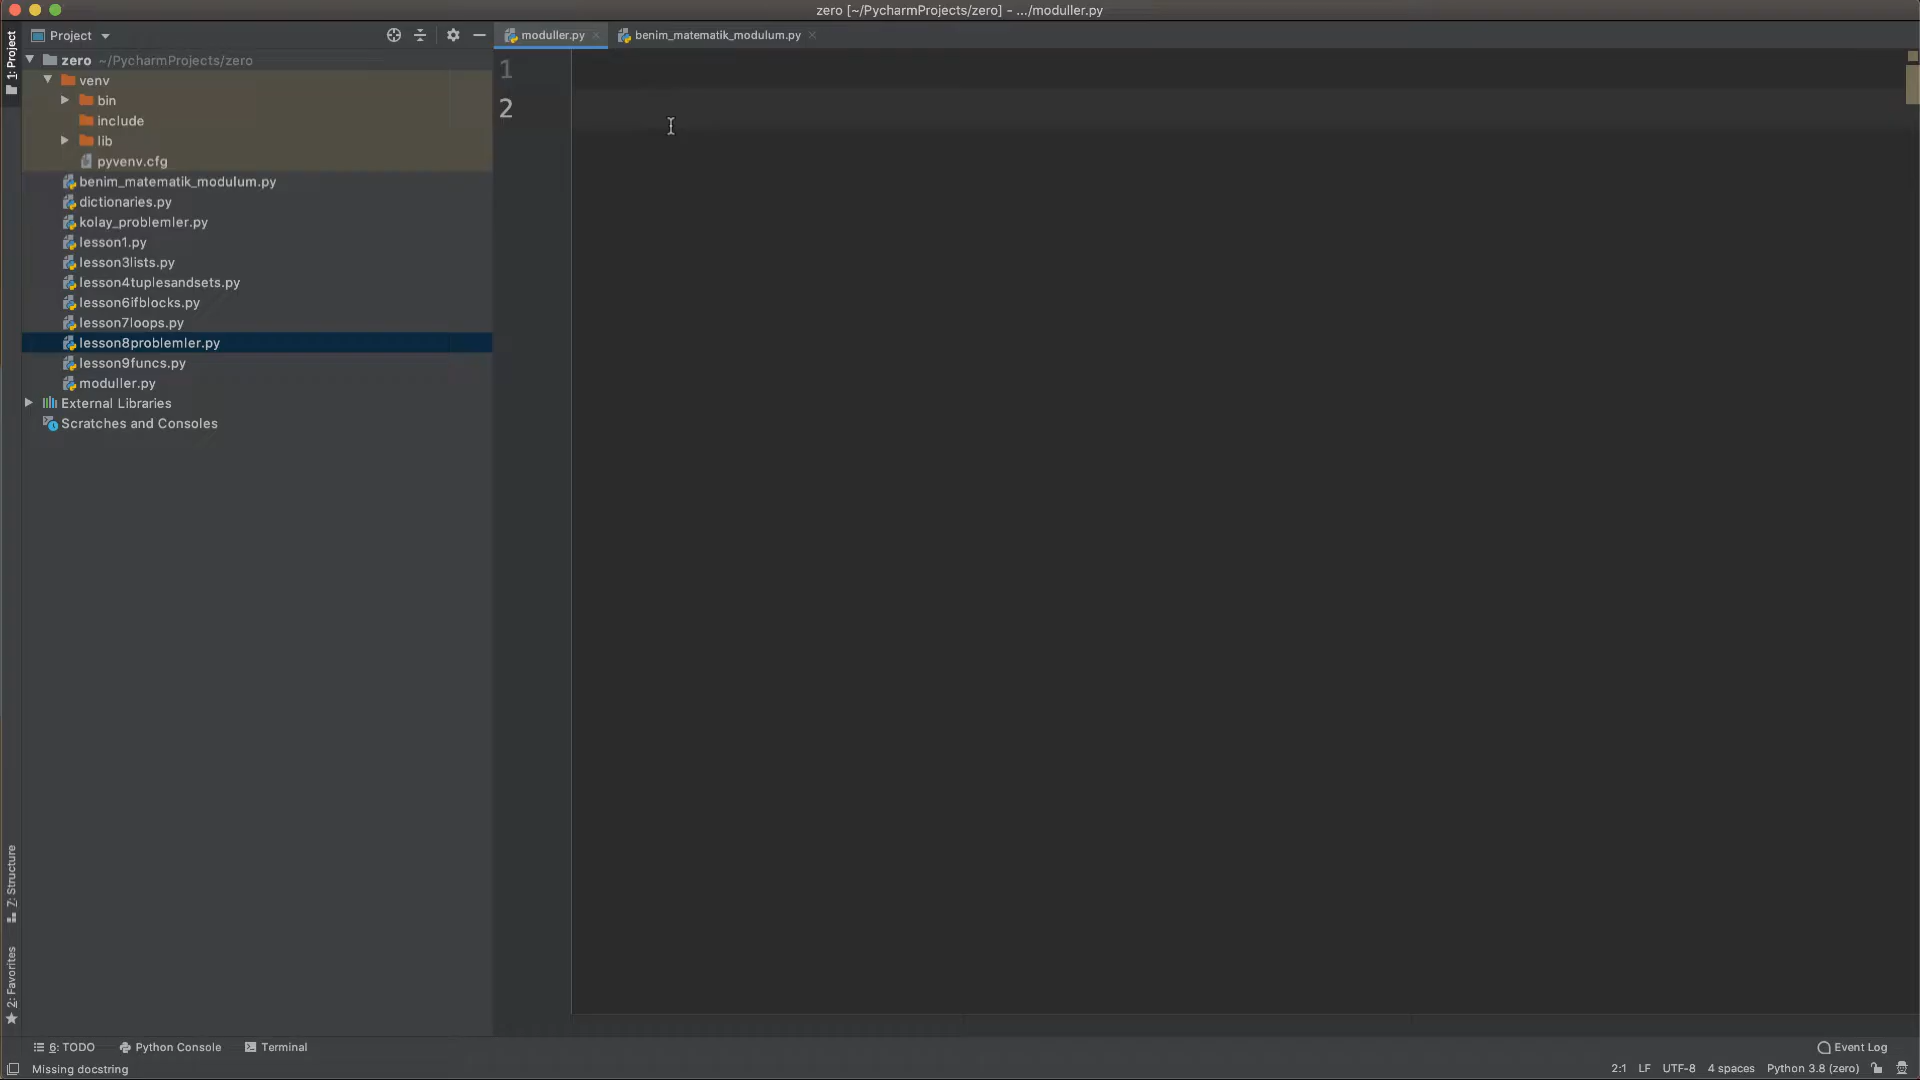 zero [~/PycharmProjects/zero] - .../moduller.py
1: Project
Project
moduller.py
benim_matematik_modulum.py
zero ~/PycharmProjects/zero
venv
bin
include
lib
pyvenv.cfg
benim_matematik_modulum.py
dictionaries.py
kolay_problemler.py
lesson1.py
lesson3lists.py
lesson4tuplesandsets.py
lesson6ifblocks.py
lesson7loops.py
lesson8problemler.py
lesson9funcs.py
moduller.py
External Libraries
Scratches and Consoles
1
2
Z: Structure
2: Favorites
6: TODO
Python Console
Terminal
Event Log
Missing docstring
2:1
LF
UTF-8
4 spaces
Python 3.8 (zero)